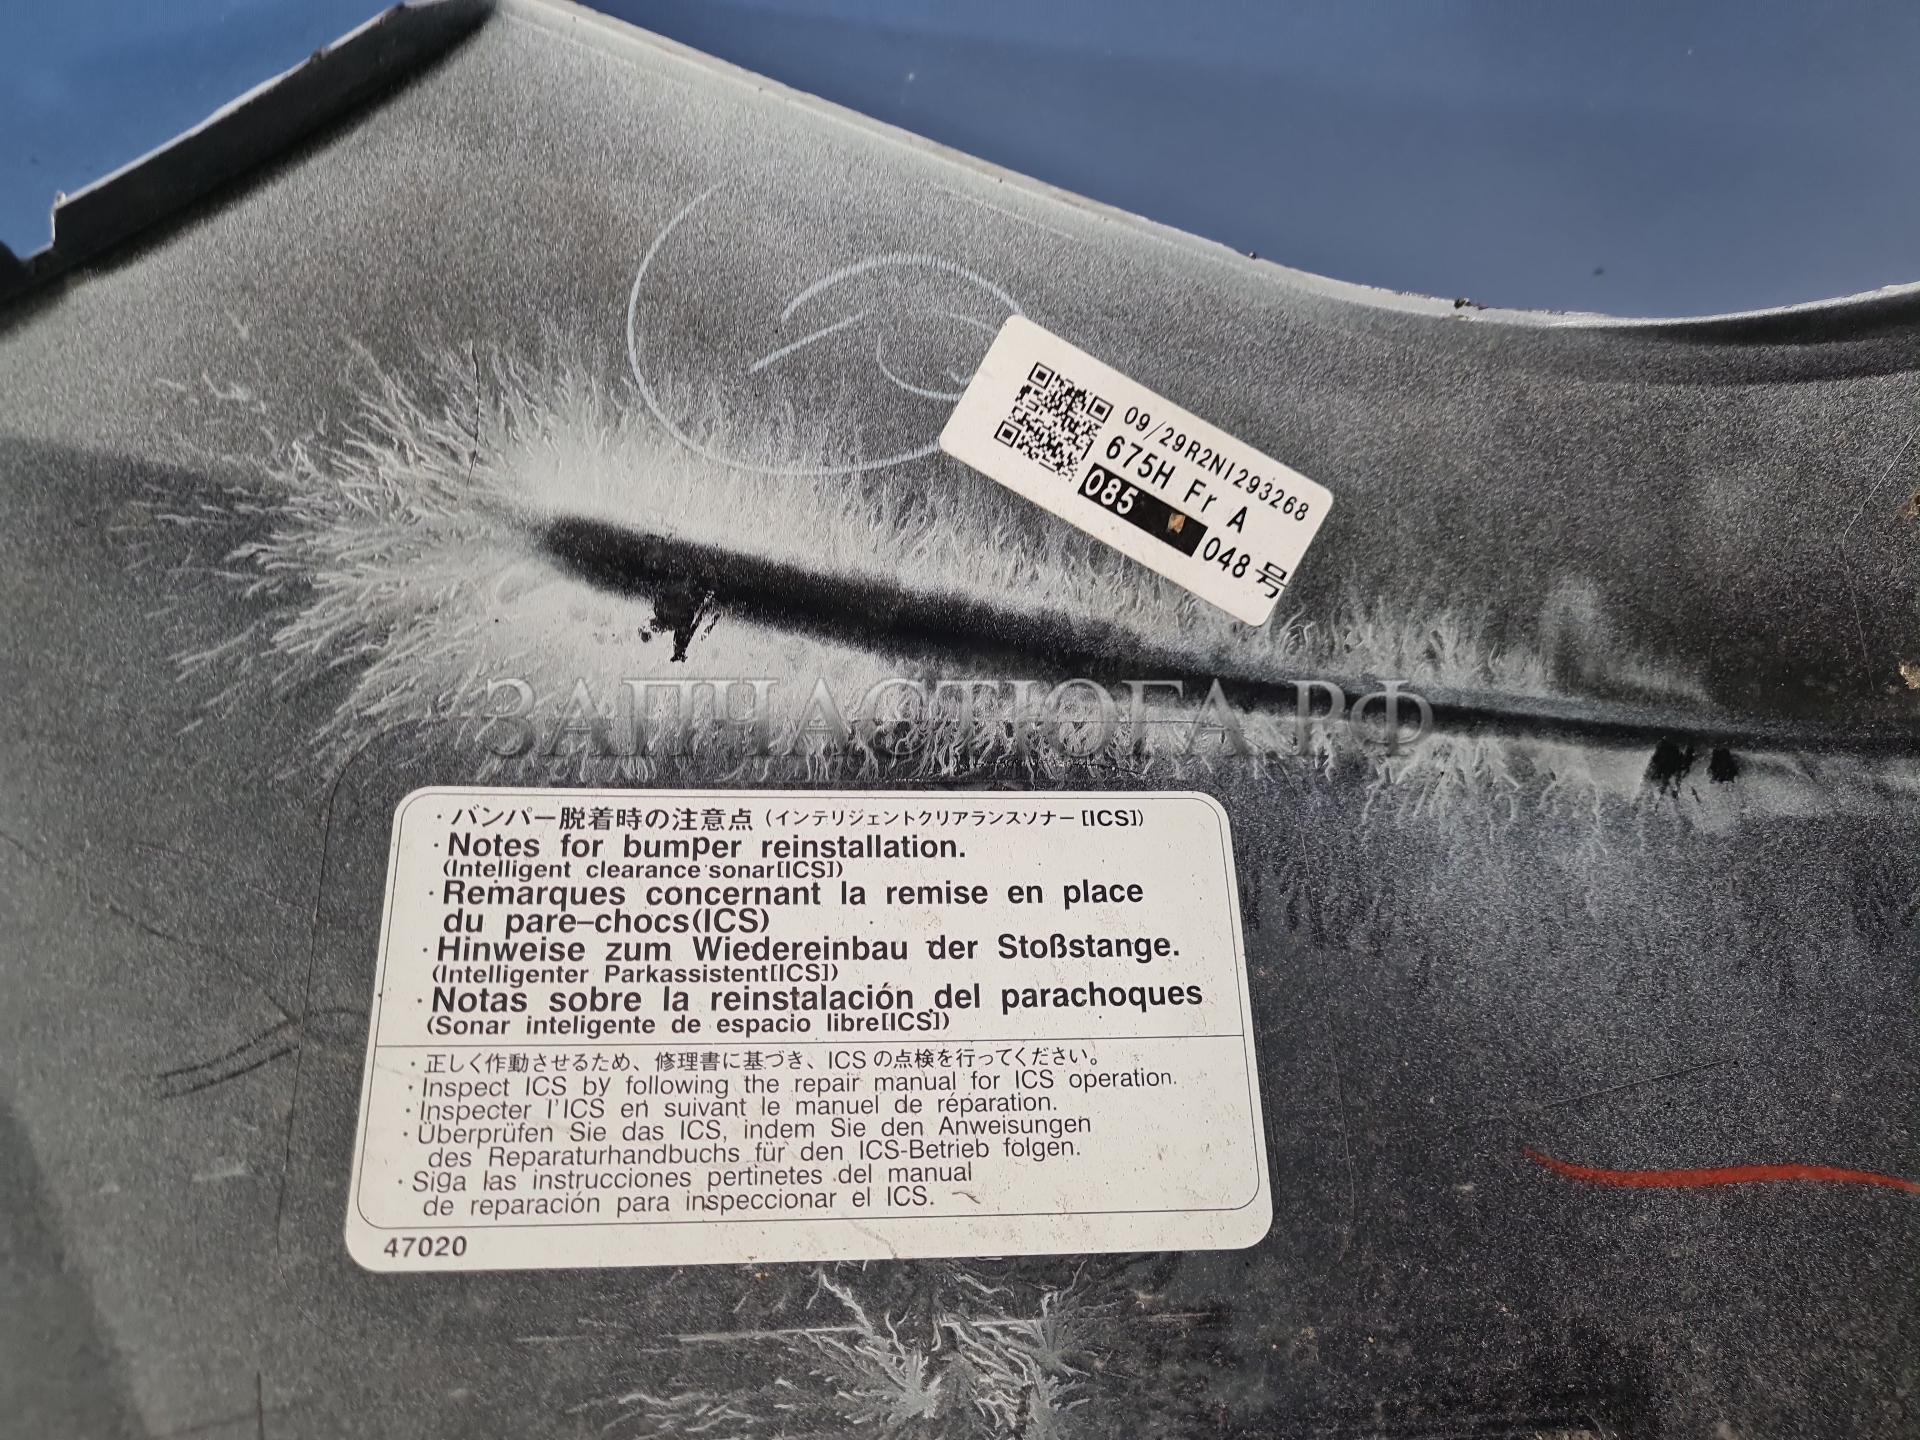 09/29R2N1293268
675H Fr A
085
048号
ЗАПЧАСТЮГА.РФ
・バンパー脱着時の注意点(インテリジェントクリアランスソナー[ICS])
・Notes for bumper reinstallation.
(Intelligent clearance sonar[ICS])
・Remarques concernant la remise en place
du pare-chocs(ICS)
・Hinweise zum Wiedereinbau der Stoßstange.
(Intelligenter Parkassistent[ICS])
・Notas sobre la reinstalación del parachoques
(Sonar inteligente de espacio libre[ICS])
・正しく作動させるため、修理書に基づき、ICSの点検を行ってください。
・Inspect ICS by following the repair manual for ICS operation.
・Inspecter l'ICS en suivant le manuel de réparation.
・Überprüfen Sie das ICS, indem Sie den Anweisungen
des Reparaturhandbuchs für den ICS-Betrieb folgen.
・Siga las instrucciones pertinetes del manual
de reparación para inspeccionar el ICS.
47020